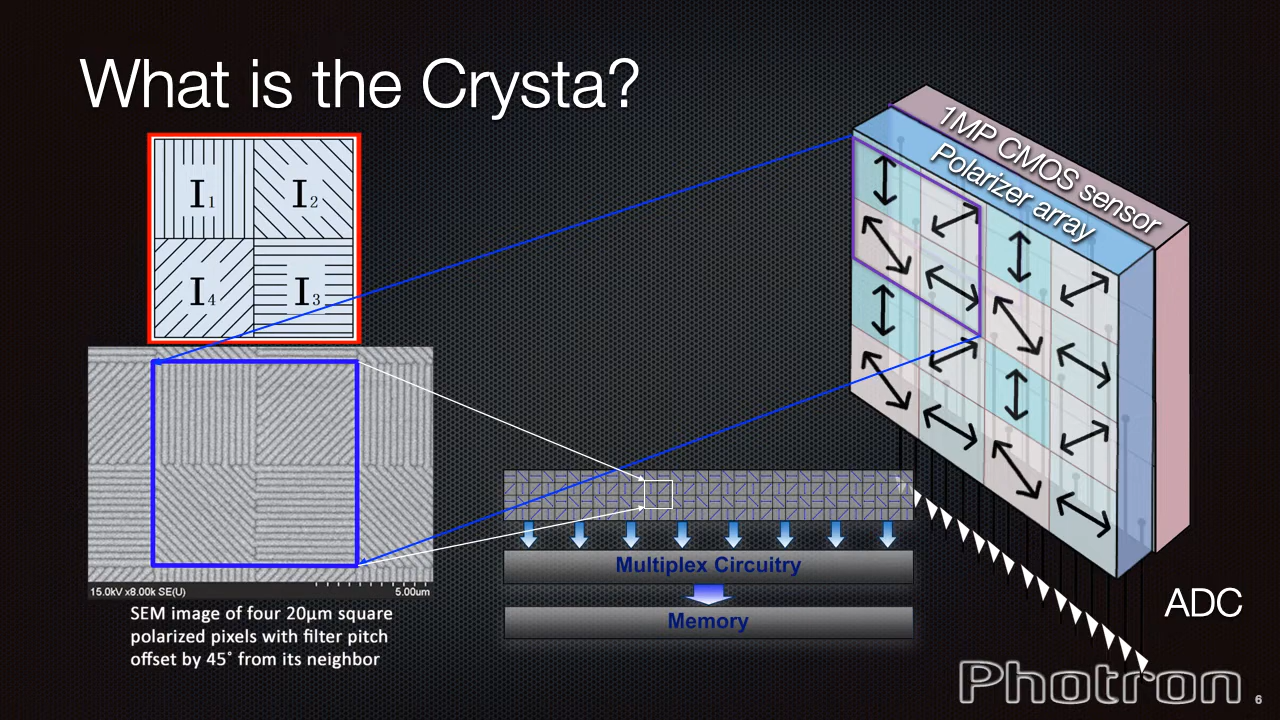 What is the Crysta?
I1
I2
I4
I3
1MP CMOS sensor
Polarizer array
15.0kV x8.00k SE(U)
5.00um
SEM image of four 20µm square
polarized pixels with filter pitch
offset by 45˚ from its neighbor
Multiplex Circuitry
Memory
ADC
Photron
6